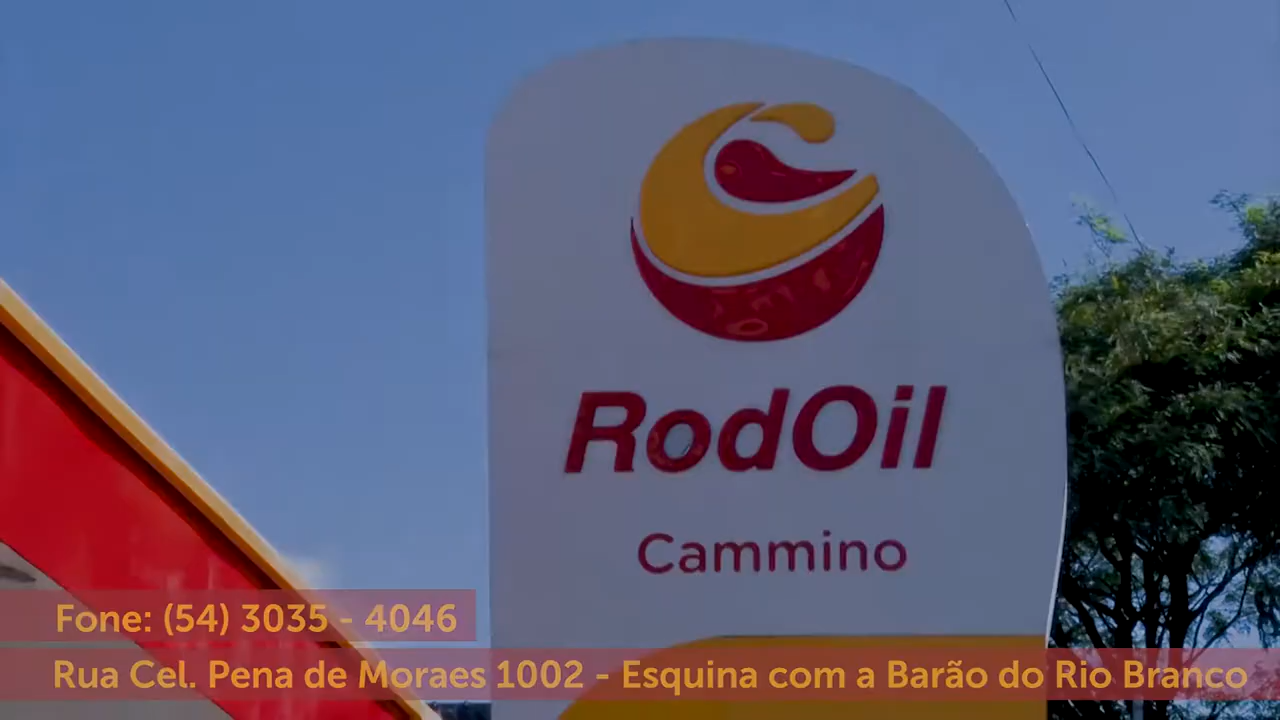 RodOil
Cammino
Fone: (54) 3035 - 4046
Rua Cel. Pena de Moraes 1002 - Esquina com a Barão do Rio Branco